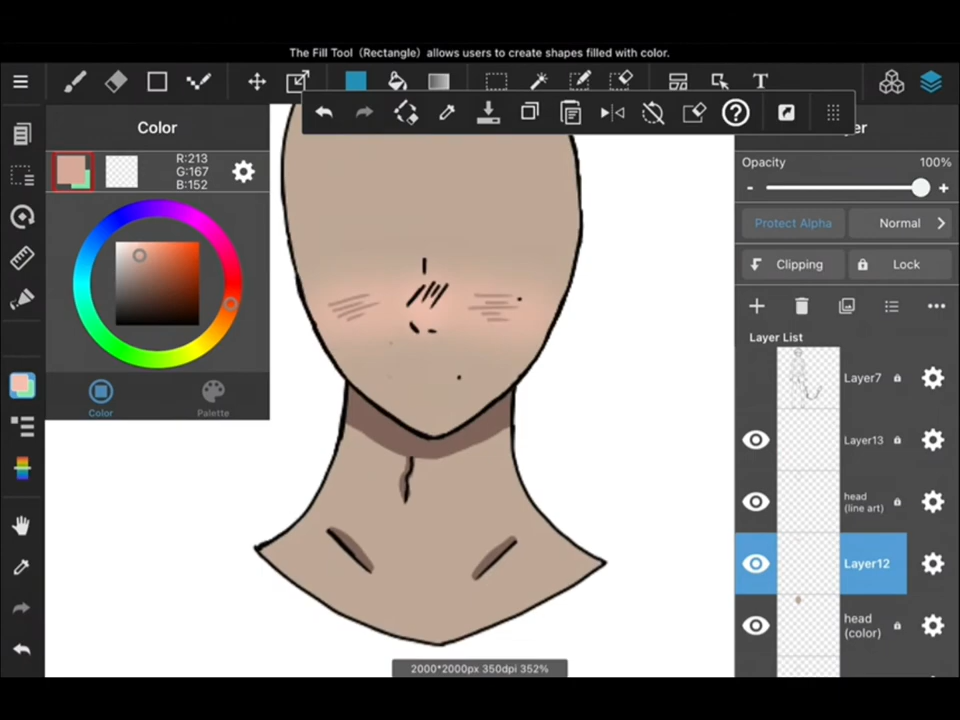 The Fill Tool（Rectangle）allows users to create shapes filled with color.
T
Color
R:213
G:167
B:152
Color
Palette
?
yer
Opacity
100%
-
+
Protect Alpha
Normal
Clipping
Lock
Layer List
Layer7
Layer13
head
(line art)
Layer12
head
(color)
2000*2000px 350dpi 352%